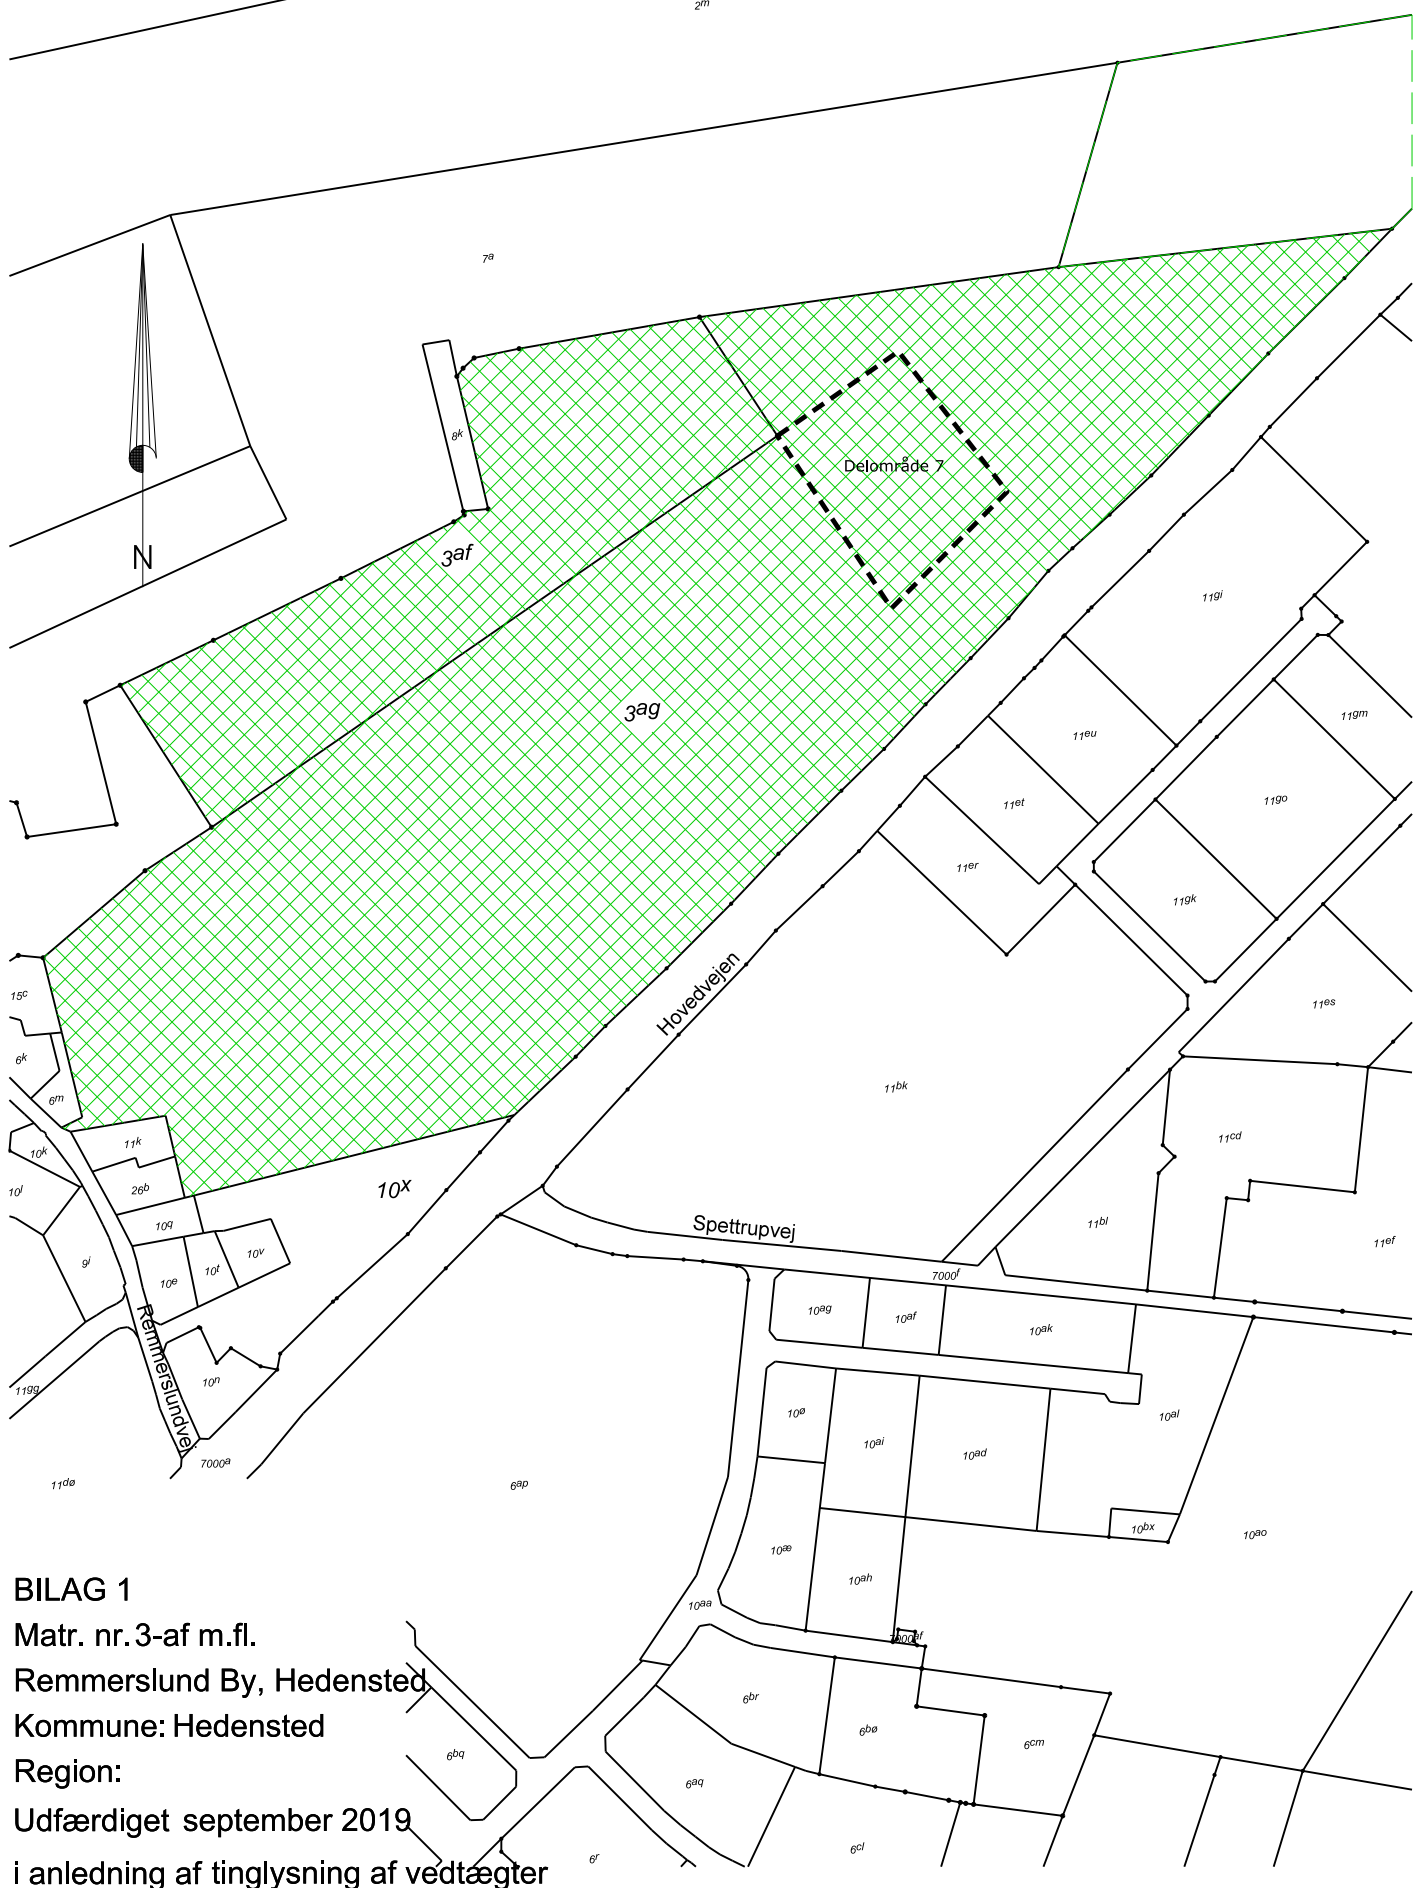 2m
7a
8k
Delområde 7
N
3af
11gi
3ag
11gm
11eu
11go
11et
11er
11gk
15c
Hovedvejen
11es
6k
11bk
6m
11k
11cd
10k
10x
26b
10l
11bl
10q
Spettrupvej
11ef
10v
9i
10t
7000f
10e
10ag
10af
10ak
Remmerslundvej
11gg
10n
10ø
10al
10ai
10ad
7000a
11dø
6ap
10bx
10ao
10æ
10ah
10aa
7000af
6br
6bø
6cm
6bq
6aq
6cl
6r
BILAG 1
Matr. nr. 3-af m.fl.
Remmerslund By, Hedensted
Kommune: Hedensted
Region:
Udfærdiget september 2019
i anledning af tinglysning af vedtægter